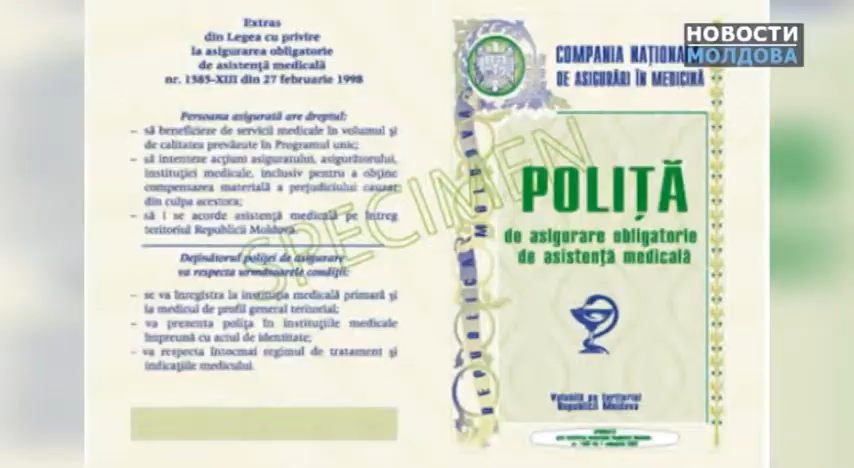 Extras
din Legea cu privire
la asigurarea obligatorie
de asistență medicală
nr. 1585-XIII din 27 februarie 1998
Persoana asigurată are dreptul:
– să beneficieze de servicii medicale în volumul și
de calitatea prevăzute în Programul unic;
– să intenteze acțiuni asiguratului, asigurătorului,
instituției medicale, inclusiv pentru a obține
compensarea materială a prejudiciului cauzat
din culpa acestora;
– să i se acorde asistență medicală pe întreg
teritoriul Republicii Moldova.
Deținătorul poliței de asigurare
va respecta următoarele condiții:
– se va înregistra la instituția medicală primară și
la medicul de profil general teritorial;
– va prezenta polița în instituțiile medicale
împreună cu actul de identitate;
– va respecta întocmai regimul de tratament și
indicațiile medicului.
SPECIMEN
REPUBLICA MOLDOVA
COMPANIA NAȚIONA
DE ASIGURĂRI ÎN MEDICINĂ
POLIȚĂ
de asigurare obligatorie
de asistență medicală
Valabilă pe teritoriul
Republicii Moldova
НОВОСТИ
МОЛДОВА